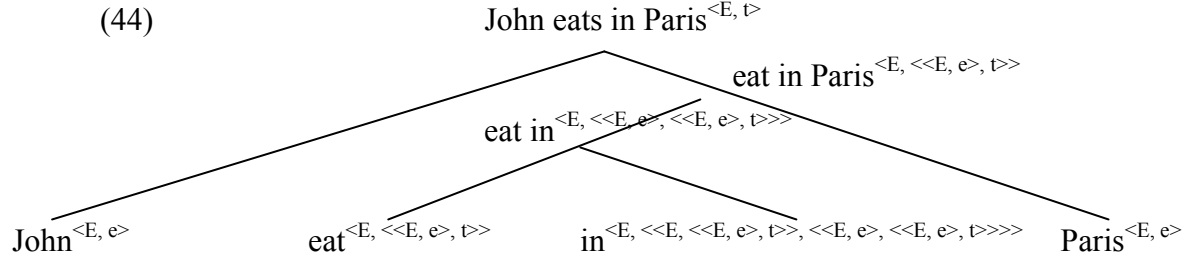 (44)
John eats in Paris<E, t>
eat in Paris<E, <<E, e>, t>>
eat in<E, <<E, e>, <<E, e>, t>>>
John<E, e> eat<E, <<E, e>, t>> in<E, <<E, <<E, e>, t>>, <<E, e>, <<E, e>, t>>>> Paris<E, e>